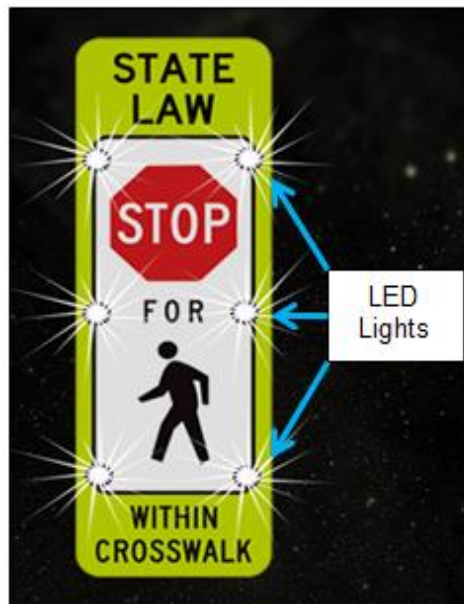 STATE
LAW
STOP
FOR
WITHIN
CROSSWALK
LED
Lights